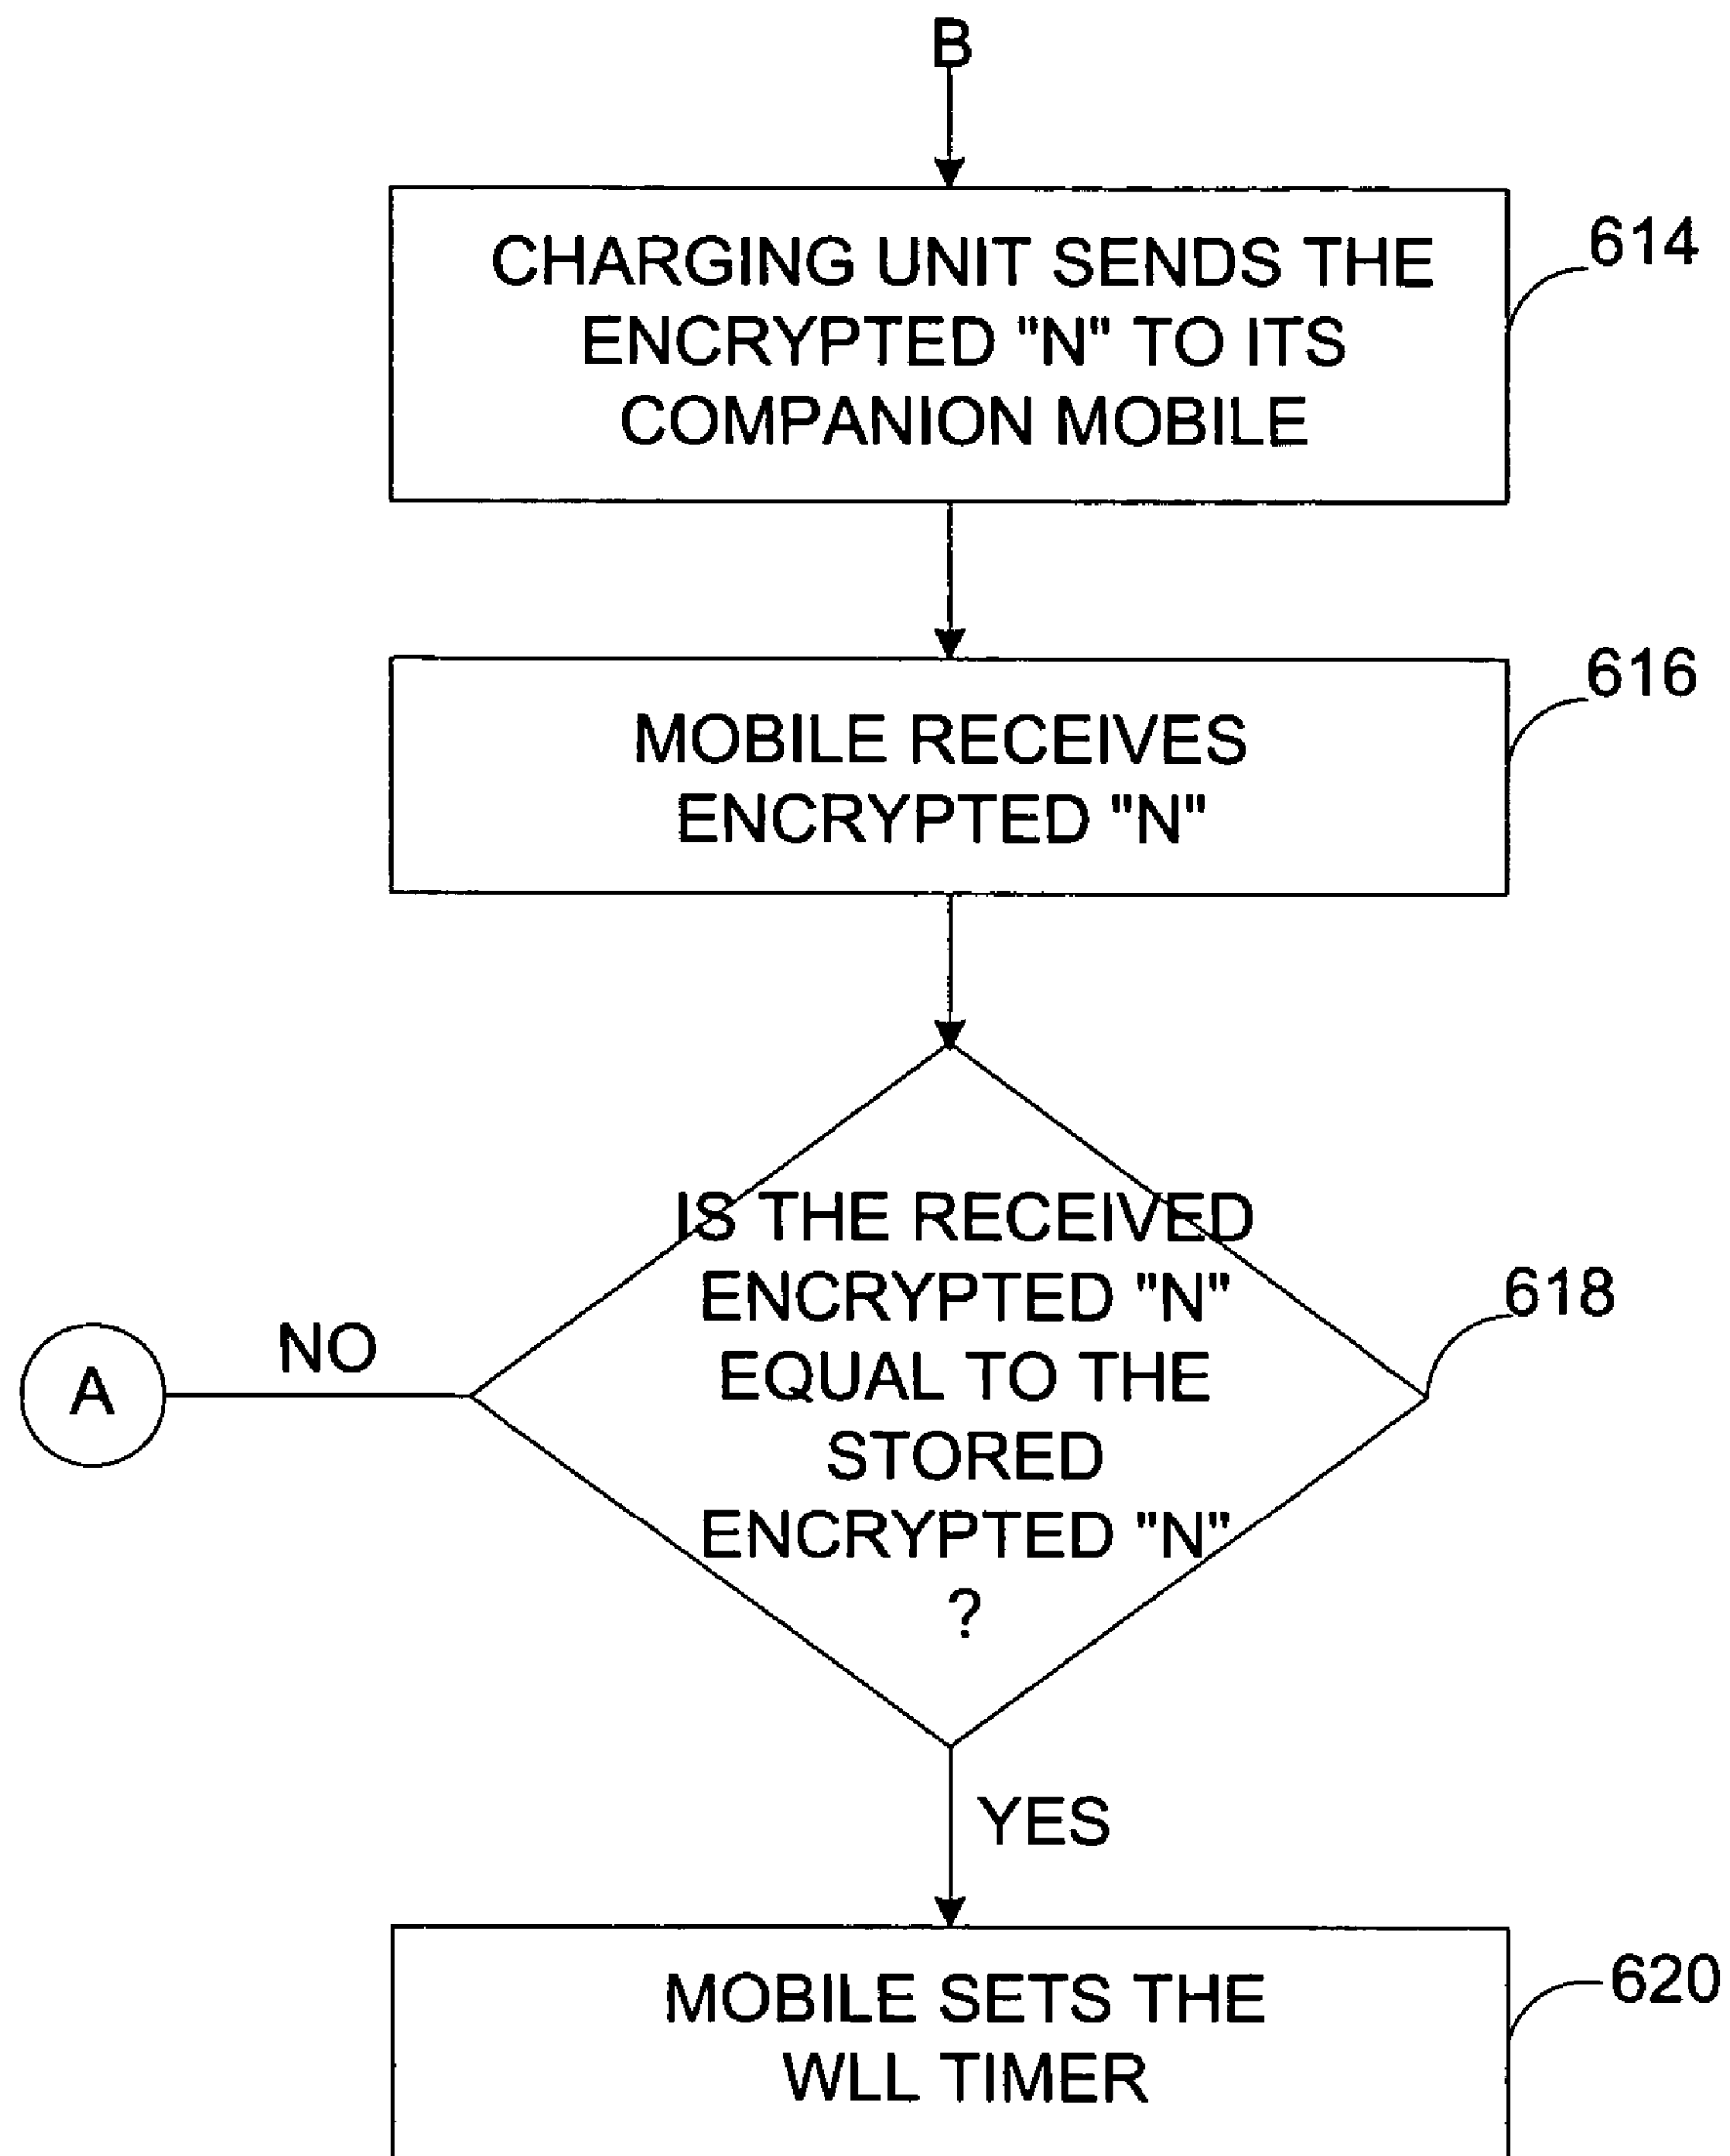 B
CHARGING UNIT SENDS THE
ENCRYPTED "N" TO ITS
COMPANION MOBILE
614
MOBILE RECEIVES
ENCRYPTED "N"
616
IS THE RECEIVED
ENCRYPTED "N"
EQUAL TO THE
STORED
ENCRYPTED "N"
?
618
NO
A
YES
MOBILE SETS THE
WLL TIMER
620